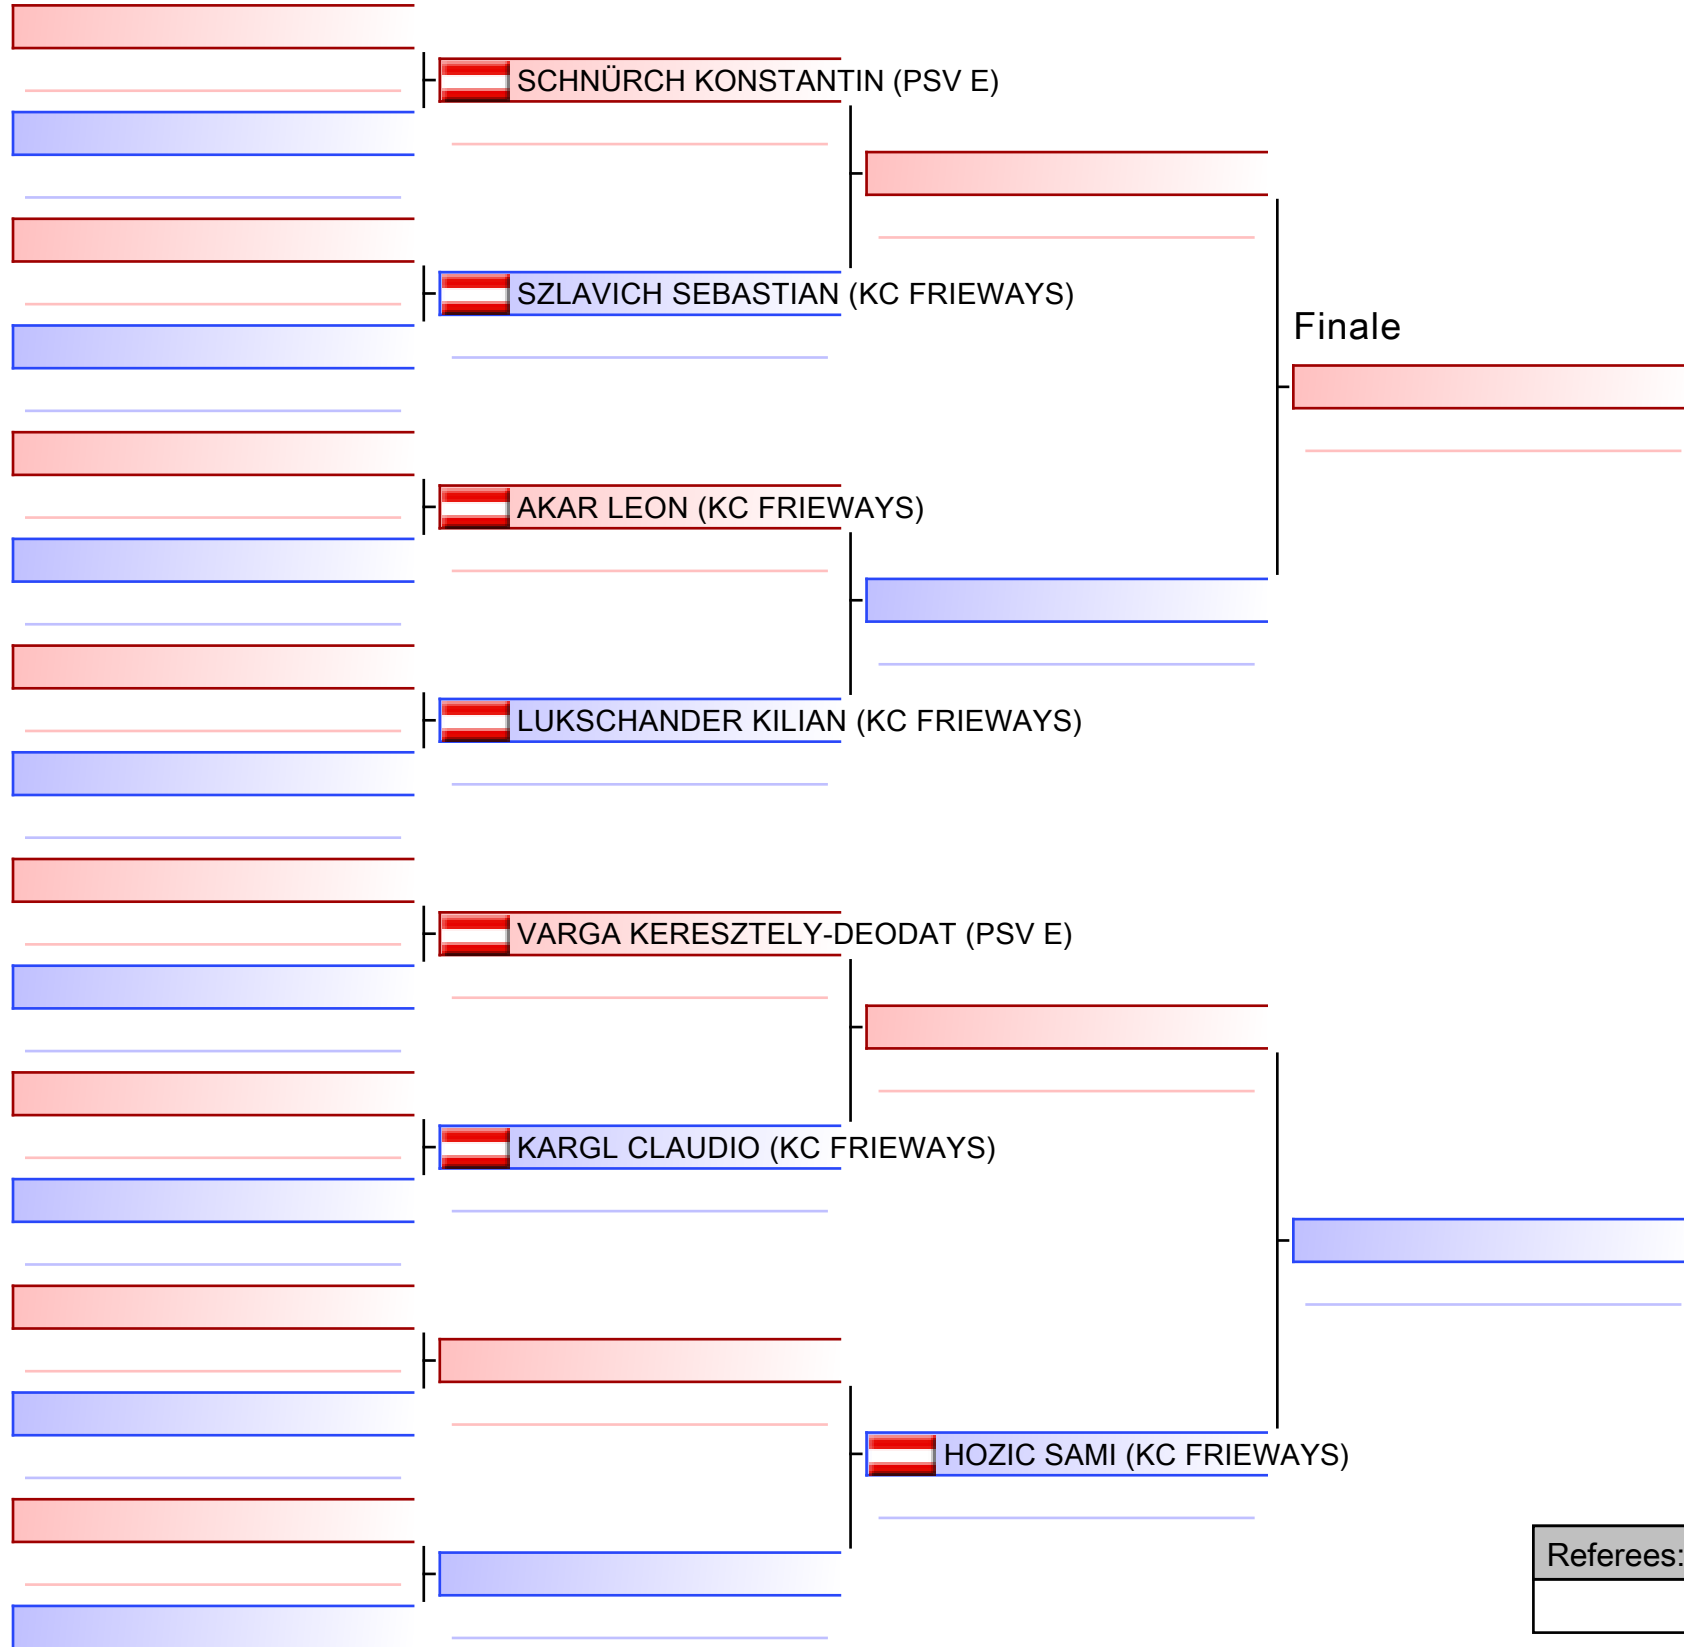 SCHNÜRCH KONSTANTIN (PSV E)
SZLAVICH SEBASTIAN (KC FRIEWAYS)
Finale
AKAR LEON (KC FRIEWAYS)
LUKSCHANDER KILIAN (KC FRIEWAYS)
VARGA KERESZTELY-DEODAT (PSV E)
KARGL CLAUDIO (KC FRIEWAYS)
HOZIC SAMI (KC FRIEWAYS)
Referees: